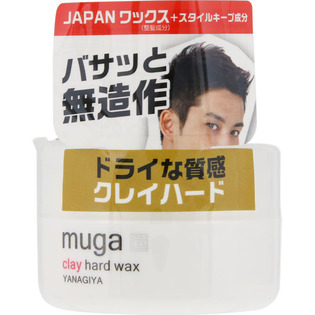 JAPAN ワックス+スタイルキープ成分
(整髪成分)
バサッと
無造作
ドライな質感
クレイハード
muga
clay hard wax
YANAGIYA